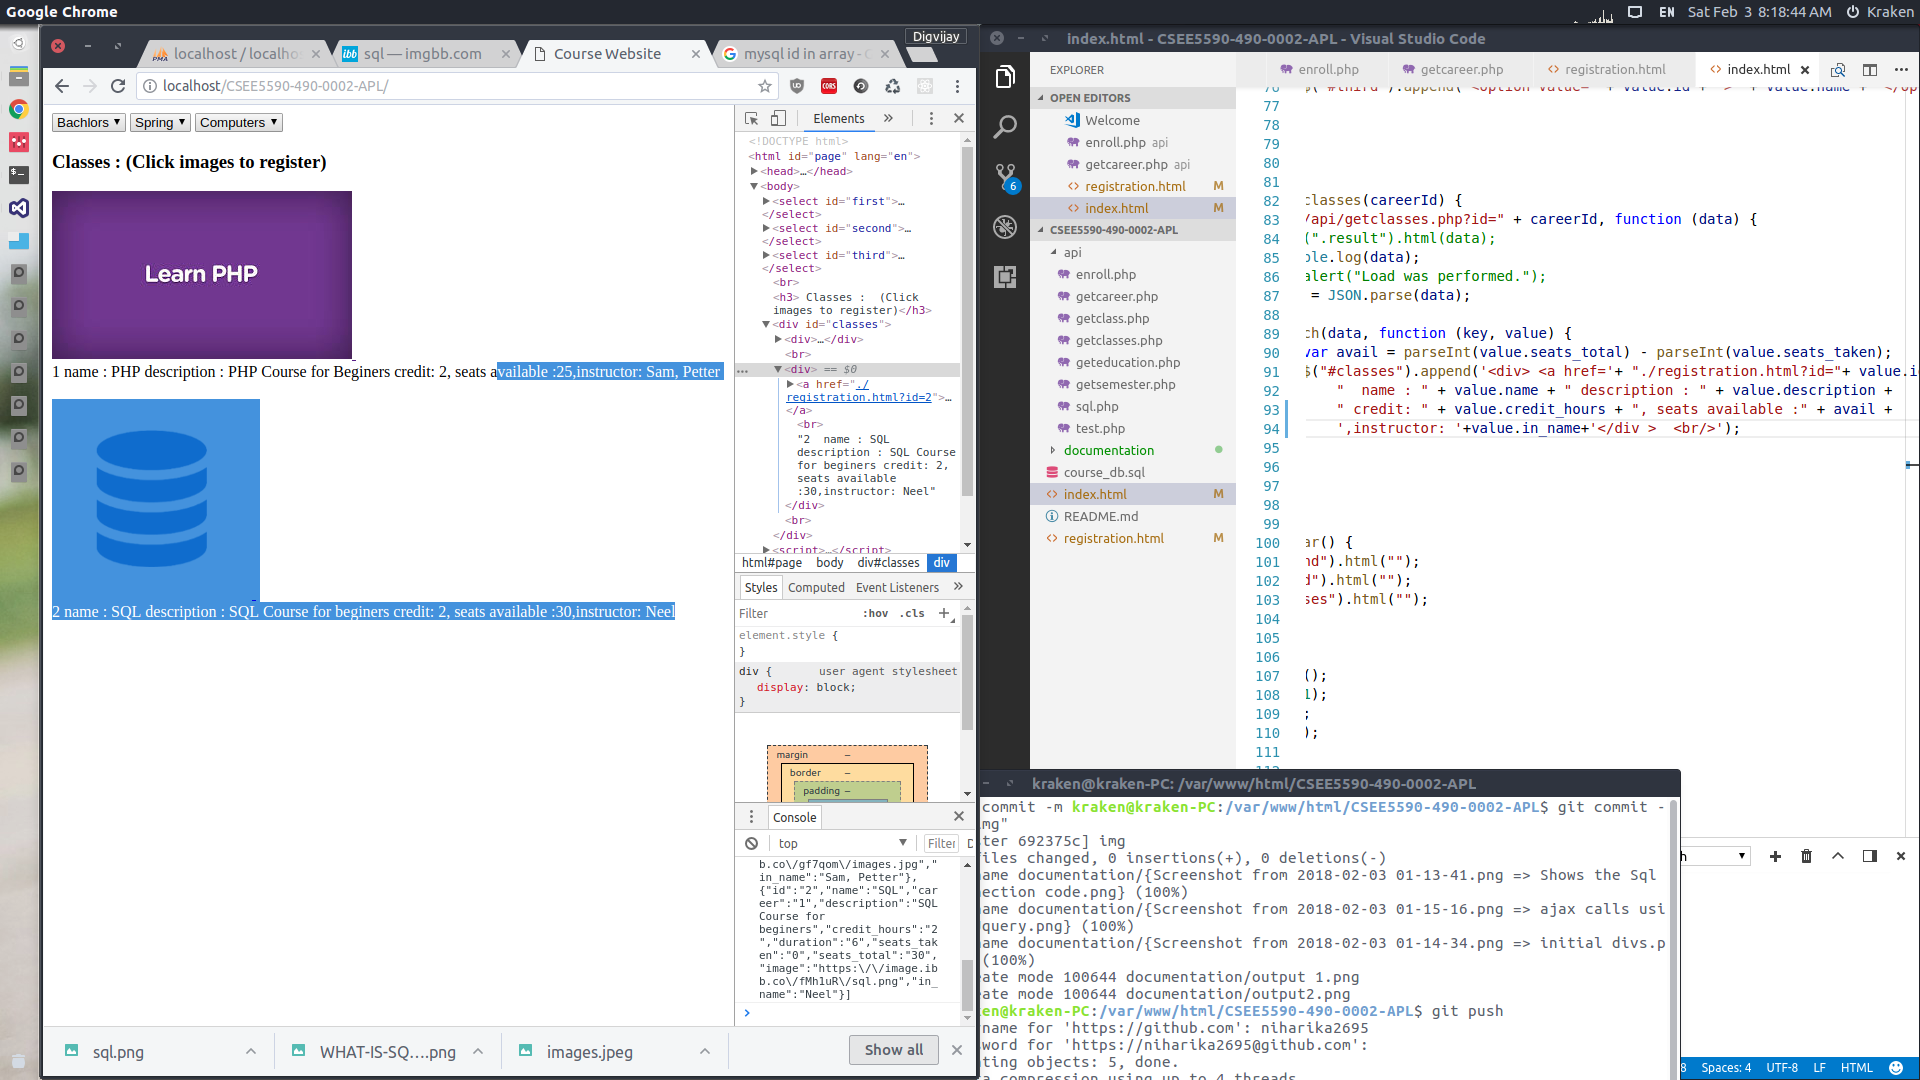 Google Chrome
EN Sat Feb 3 8:18:44 AM Kraken
Digvijay
localhost / localho
sql — imgbb.com
Course Website
mysql id in array - G
localhost/CSEE5590-490-0002-APL/
Bachlors
Spring
Computers
Classes : (Click images to register)
Learn PHP
1 name : PHP description : PHP Course for Beginers credit: 2, seats available :25,instructor: Sam, Petter
2 name : SQL description : SQL Course for beginers credit: 2, seats available :30,instructor: Neel
Elements
<!DOCTYPE html>
<html id="page" lang="en">
<head>…</head>
<body>
<select id="first">…
</select>
<select id="second">…
</select>
<select id="third">…
</select>
<br>
<h3> Classes :  (Click
images to register)</h3>
<div id="classes">
<div>…</div>
<br>
<div> == $0
<a href="./
registration.html?id=2">…
</a>
<br>
"2  name : SQL
description : SQL Course
for beginers credit: 2,
seats available
:30,instructor: Neel"
</div>
<br>
</div>
<script>…</script>
html#page body div#classes div
Styles Computed Event Listeners
Filter :hov .cls
element.style {
}
div { user agent stylesheet
display: block;
}
margin –
border –
padding –
Console
top Filter
b.co\/gf7qom\/images.jpg","
in_name":"Sam, Petter"},
{"id":"2","name":"SQL","car
eer":"1","description":"SQL
Course for
beginers","credit_hours":"2
","duration":"6","seats_tak
en":"0","seats_total":"30",
"image":"https:\/\/image.ib
b.co\/fMh1uR\/sql.png","in_
name":"Neel"}]
sql.png
WHAT-IS-SQ....png
images.jpeg
Show all
index.html - CSEE5590-490-0002-APL - Visual Studio Code
EXPLORER
OPEN EDITORS
Welcome
enroll.php api
getcareer.php api
registration.html M
index.html M
6
CSEE5590-490-0002-APL
api
enroll.php
getcareer.php
getclass.php
getclasses.php
geteducation.php
getsemester.php
sql.php
test.php
documentation
course_db.sql
index.html M
README.md
registration.html M
enroll.php
getcareer.php
registration.html
index.html
76 $("#third").append("<option value='" + value.id + "'>" + value.name + "</op
77
78
79
80
81
82 classes(careerId) {
83 /api/getclasses.php?id=" + careerId, function (data) {
84 (".result").html(data);
85 ole.log(data);
86 alert("Load was performed.");
87 = JSON.parse(data);
88
89 ch(data, function (key, value) {
90 var avail = parseInt(value.seats_total) - parseInt(value.seats_taken);
91 $("#classes").append('<div> <a href='+ "./registration.html?id="+ value.i
92 "  name : " + value.name + " description : " + value.description +
93 " credit: " + value.credit_hours + ", seats available :" + avail +
94 ',instructor: '+value.in_name+'</div >  <br/>');
95
96
97
98
99
100 ar() {
101 nd").html("");
102 d").html("");
103 ses").html("");
104
105
106
107 ();
108 1);
109 ;
110 );
111
kraken@kraken-PC: /var/www/html/CSEE5590-490-0002-APL
commit -m kraken@kraken-PC:/var/www/html/CSEE5590-490-0002-APL$ git commit -
mg"
ter 692375c] img
files changed, 0 insertions(+), 0 deletions(-)
name documentation/{Screenshot from 2018-02-03 01-13-41.png => Shows the Sql
nection code.png} (100%)
name documentation/{Screenshot from 2018-02-03 01-15-16.png => ajax calls usi
query.png} (100%)
name documentation/{Screenshot from 2018-02-03 01-14-34.png => initial divs.p
(100%)
eate mode 100644 documentation/output 1.png
eate mode 100644 documentation/output2.png
en@kraken-PC:/var/www/html/CSEE5590-490-0002-APL$ git push
name for 'https://github.com': niharika2695
sword for 'https://niharika2695@github.com':
ting objects: 5, done.
a compression using up to 4 threads
8 Spaces: 4 UTF-8 LF HTML